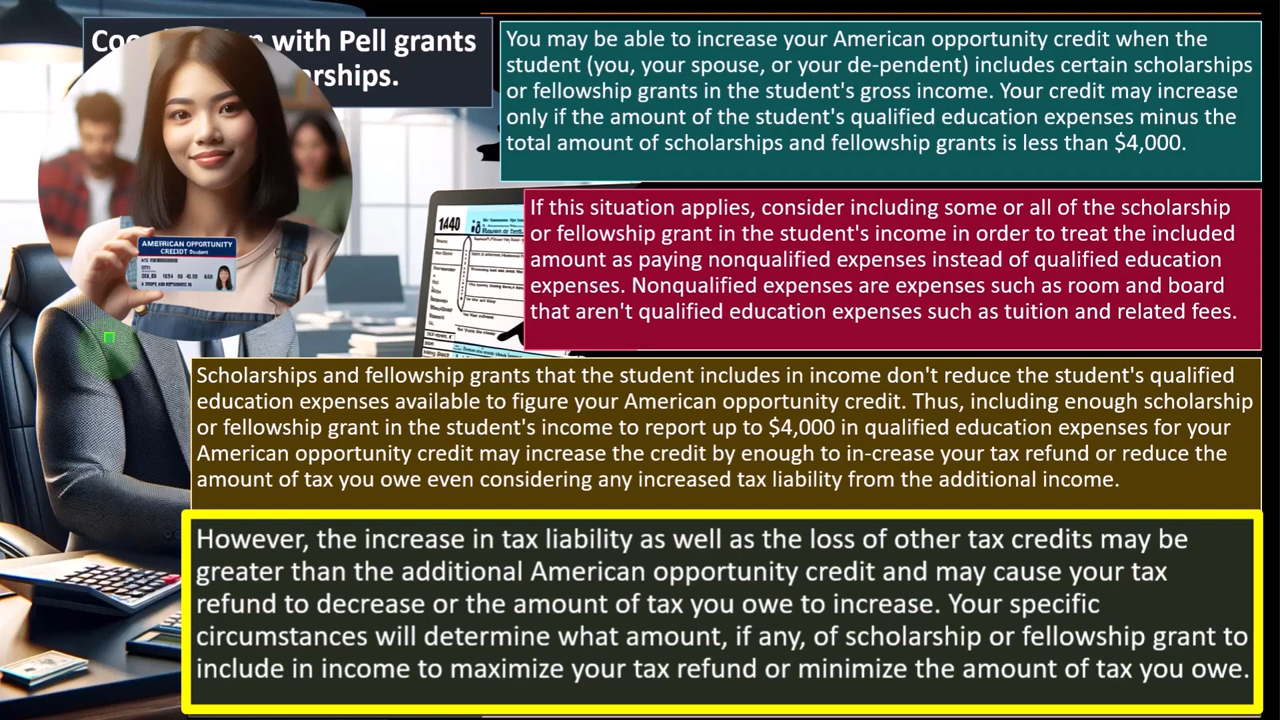 with Pell grants
You may be able to increase your American opportunity credit when the
student (you, your spouse, or your de-pendent) includes certain scholarships
or fellowship grants in the student's gross income. Your credit may increase
only if the amount of the student's qualified education expenses minus the
total amount of scholarships and fellowship grants is less than $4,000.
AMERICAN OPPORTUNITY
1440
If this situation applies, consider including some or all of the scholarship
or fellowship grant in the student's income in order to treat the included
amount as paying nonqualified expenses instead of qualified education
expenses. Nonqualified expenses are expenses such as room and board
that aren't qualified education expenses such as tuition and related fees.
Scholarships and fellowship grants that the student includes in income don't reduce the student's qualified
education expenses available to figure your American opportunity credit. Thus, including enough scholarship
or fellowship grant in the student's income to report up to $4,000 in qualified education expenses for your
American opportunity credit may increase the credit by enough to in-crease your tax refund or reduce the
amount of tax you owe even considering any increased tax liability from the additional income.
However, the increase in tax liability as well as the loss of other tax credits may be
greater than the additional American opportunity credit and may cause your tax
refund to decrease or the amount of tax you owe to increase. Your specific
circumstances will determine what amount, if any, of scholarship or fellowship grant to
include in income to maximize your tax refund or minimize the amount of tax you owe.